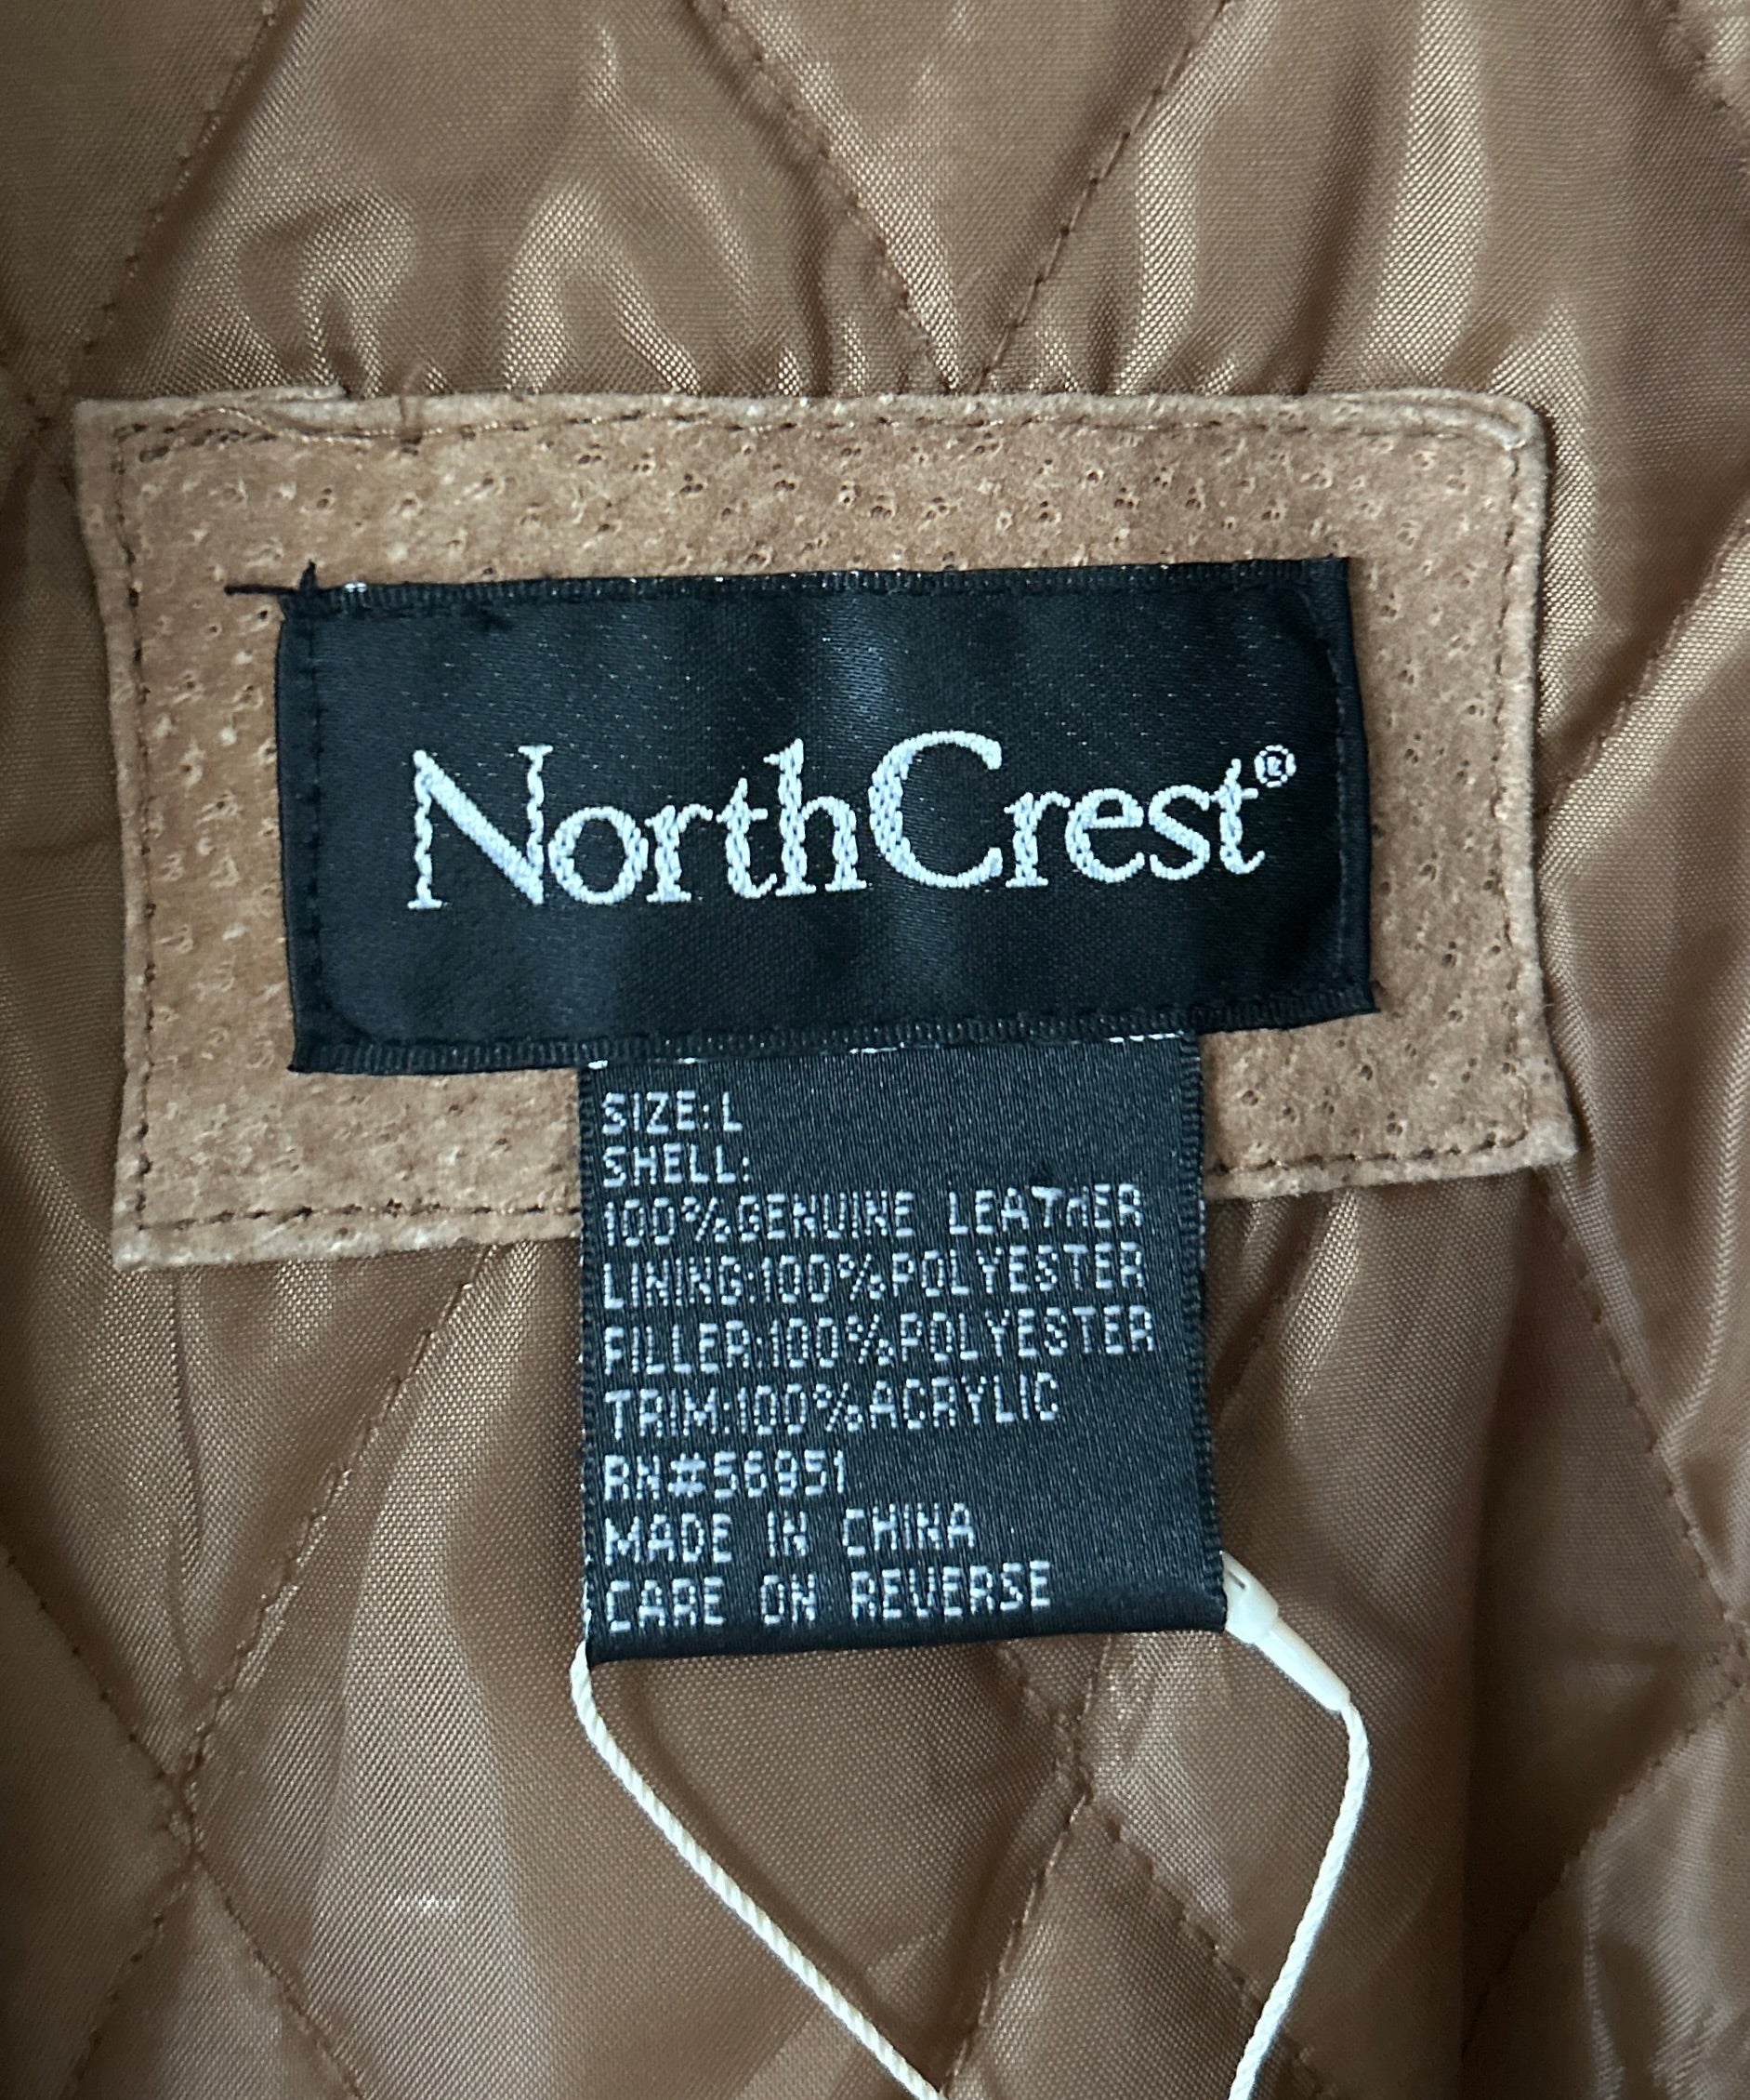 NorthCrest®
SIZE:L
SHELL:
100%GENUINE LEATHER
LINING:100%POLYESTER
FILLER:100%POLYESTER
TRIM:100%ACRYLIC
RN#56951
MADE IN CHINA
CARE ON REVERSE